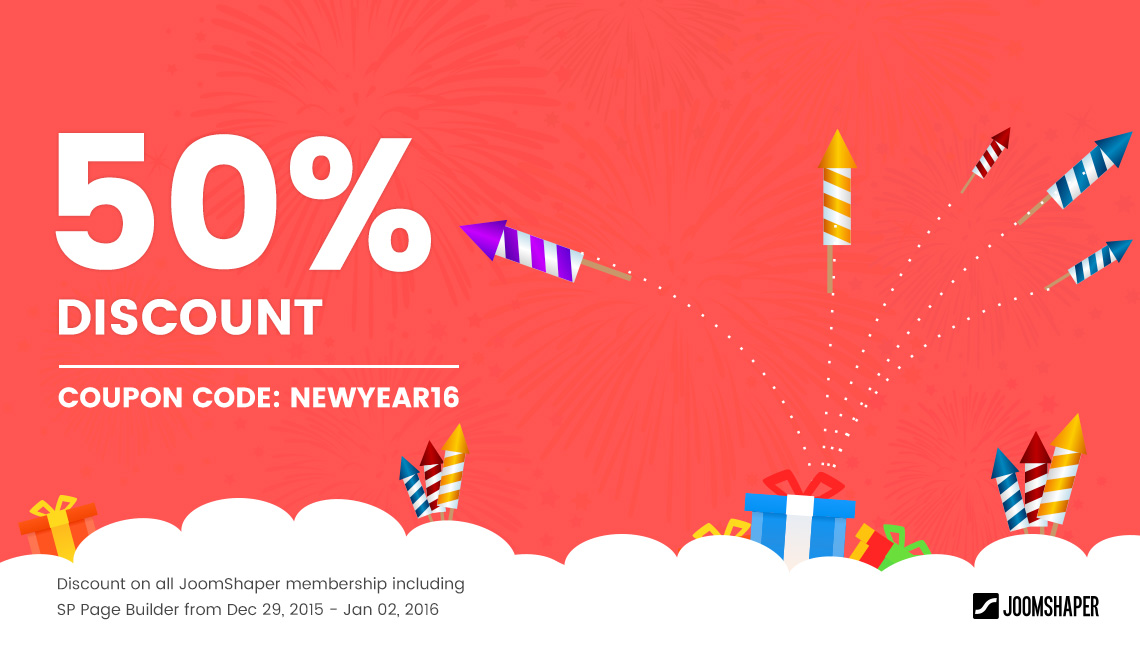 50%
DISCOUNT
COUPON CODE: NEWYEAR16
Discount on all JoomShaper membership including
SP Page Builder from Dec 29, 2015 - Jan 02, 2016
JOOMSHAPER